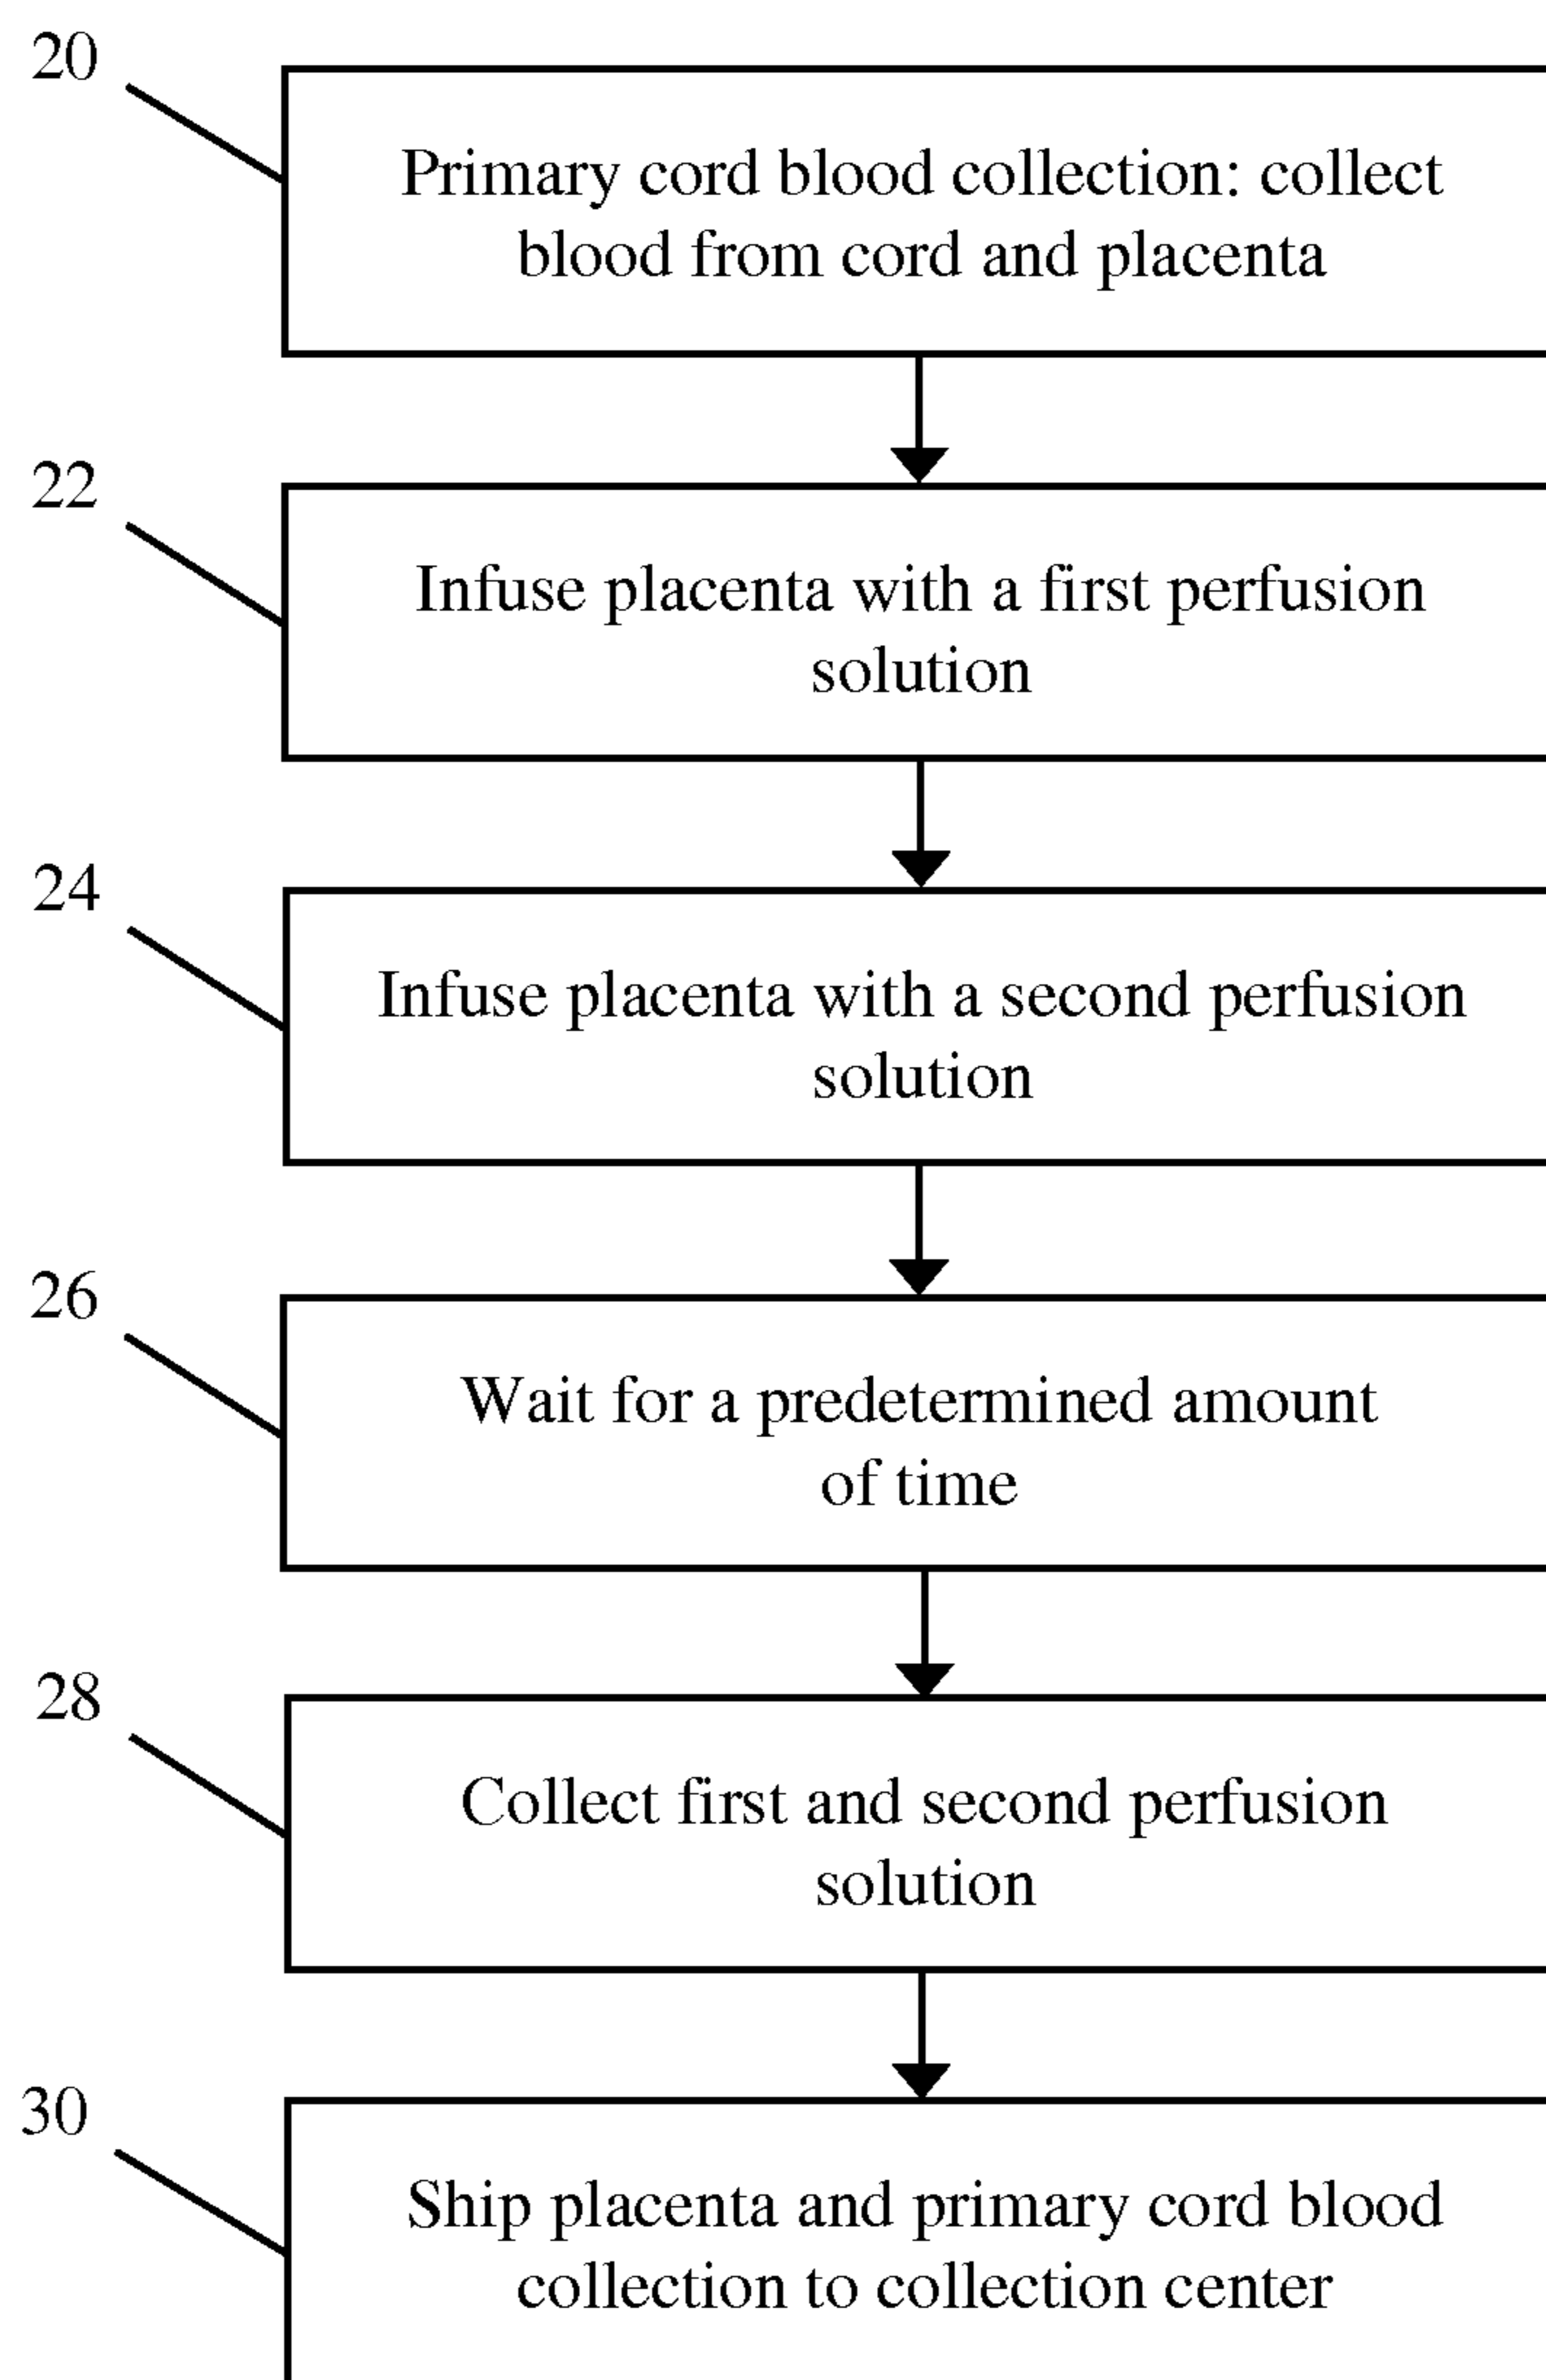 20
Primary cord blood collection: collect
blood from cord and placenta
22
Infuse placenta with a first perfusion
solution
24
Infuse placenta with a second perfusion
solution
26
Wait for a predetermined amount
of time
28
Collect first and second perfusion
solution
30
Ship placenta and primary cord blood
collection to collection center